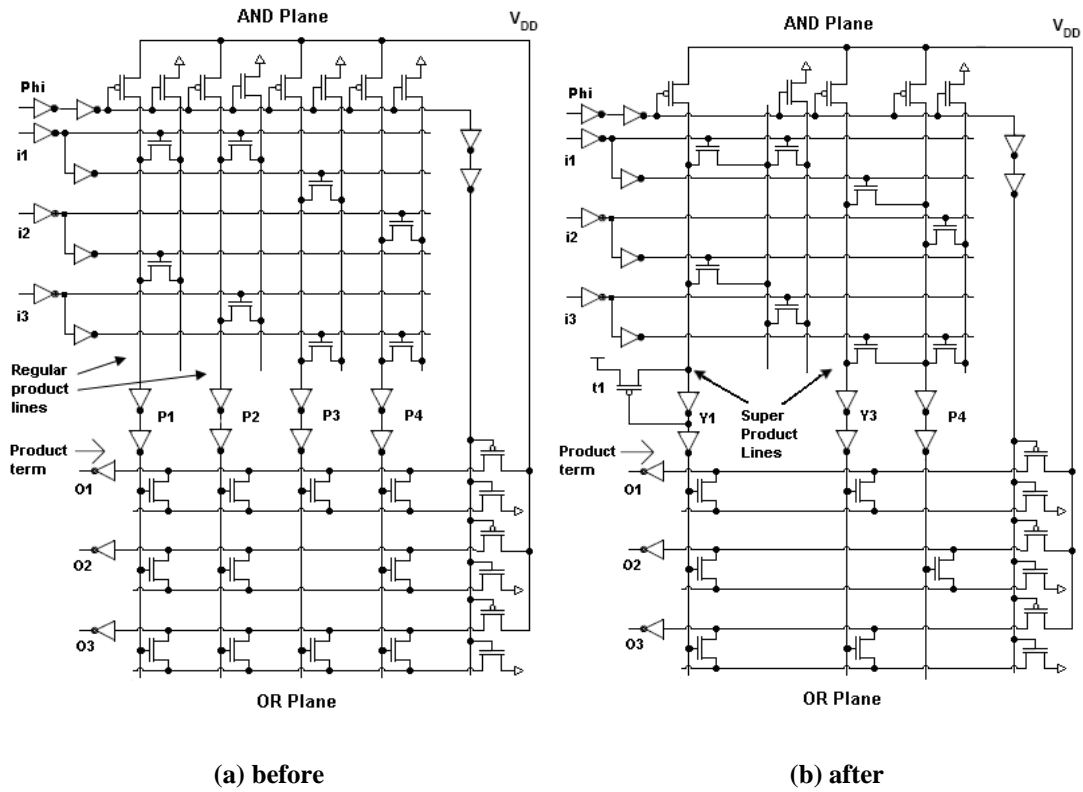 AND Plane
VDD
Phi
i1
i2
i3
Regular
product
lines
P1
P2
P3
P4
Product
term
O1
O2
O3
OR Plane
(a) before
AND Plane
VDD
Phi
i1
i2
i3
t1
Y1
Super
Product
Lines
Y3
P4
Product
term
O1
O2
O3
OR Plane
(b) after